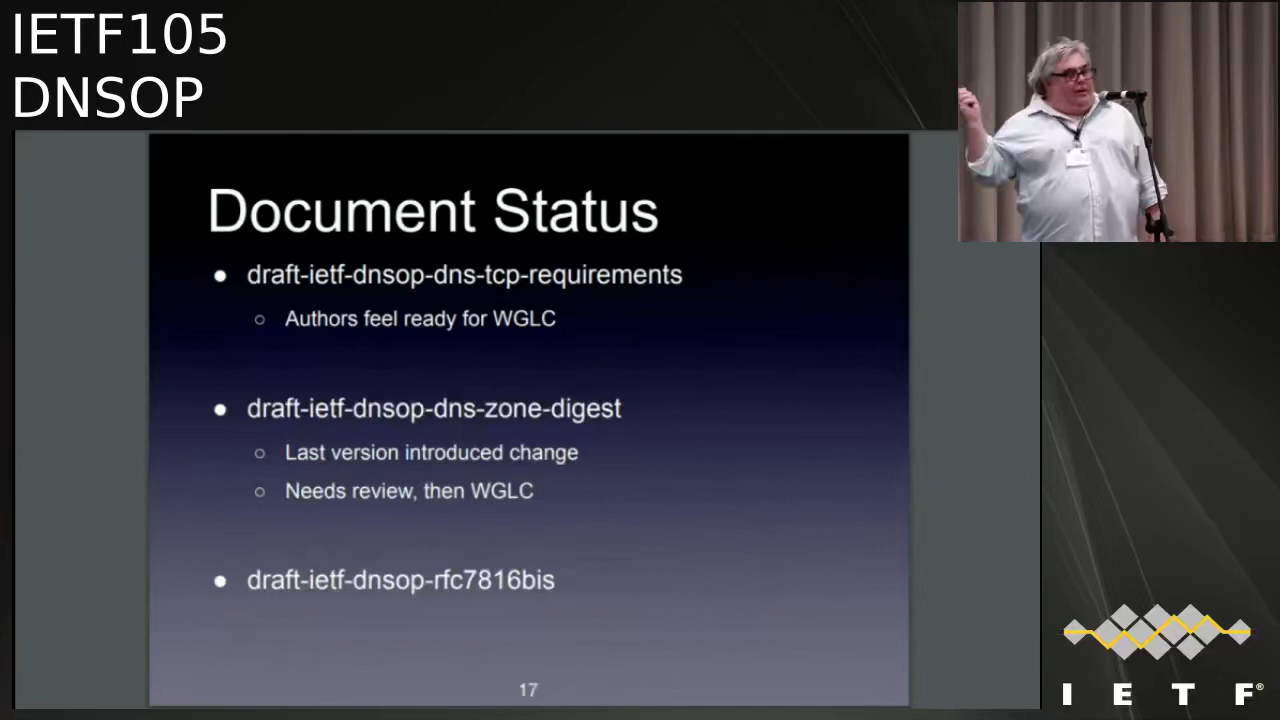 IETF105
DNSOP
Document Status
● draft-ietf-dnsop-dns-tcp-requirements
○ Authors feel ready for WGLC
● draft-ietf-dnsop-dns-zone-digest
○ Last version introduced change
○ Needs review, then WGLC
● draft-ietf-dnsop-rfc7816bis
17
I E T F®